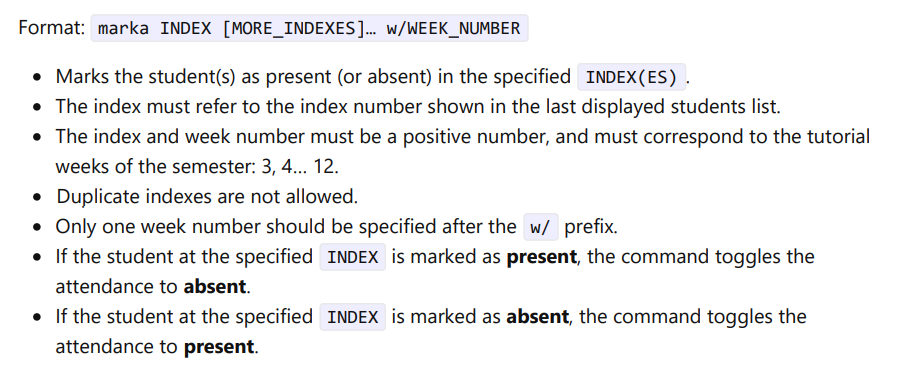 Format: marka INDEX [MORE_INDEXES]… w/WEEK_NUMBER
• Marks the student(s) as present (or absent) in the specified INDEX(ES) .
• The index must refer to the index number shown in the last displayed students list.
• The index and week number must be a positive number, and must correspond to the tutorial
weeks of the semester: 3, 4… 12.
• Duplicate indexes are not allowed.
• Only one week number should be specified after the w/ prefix.
• If the student at the specified INDEX is marked as present, the command toggles the
attendance to absent.
• If the student at the specified INDEX is marked as absent, the command toggles the
attendance to present.